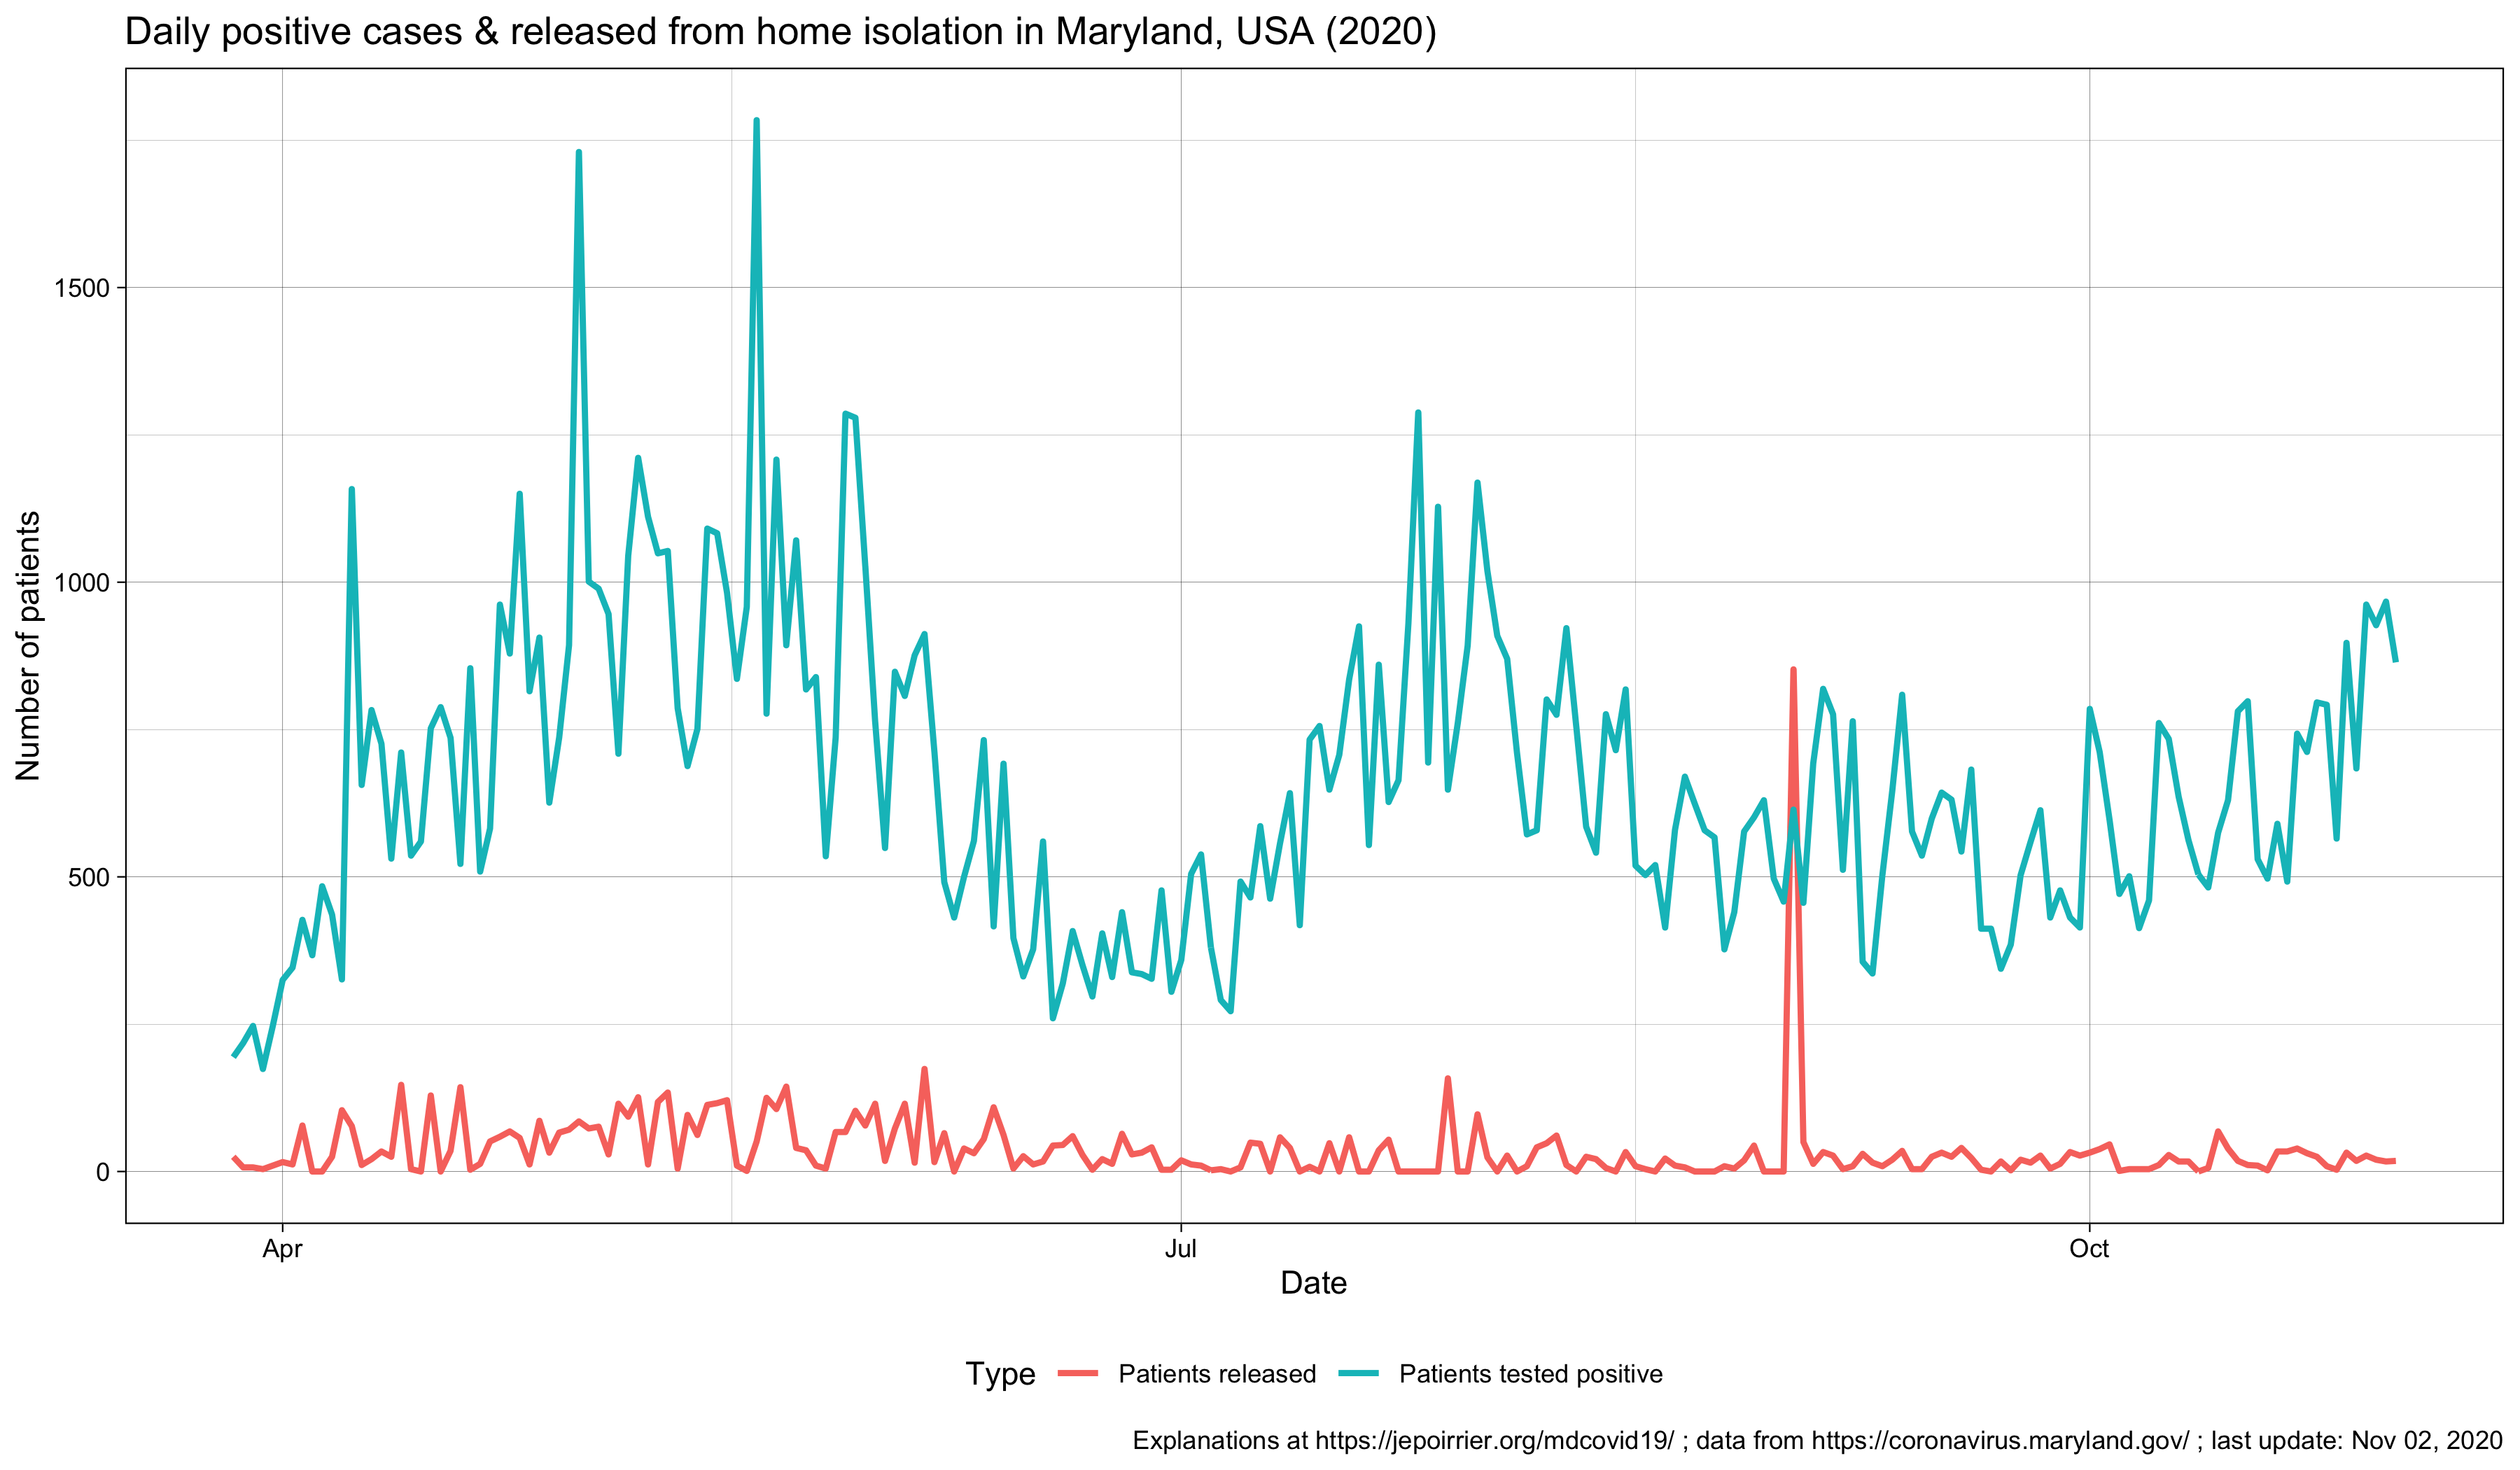 Daily positive cases & released from home isolation in Maryland, USA (2020)
Number of patients
1500
1000
500
0
Apr
Jul
Oct
Date
Type
Patients released
Patients tested positive
Explanations at https://jepoirrier.org/mdcovid19/ ; data from https://coronavirus.maryland.gov/ ; last update: Nov 02, 2020